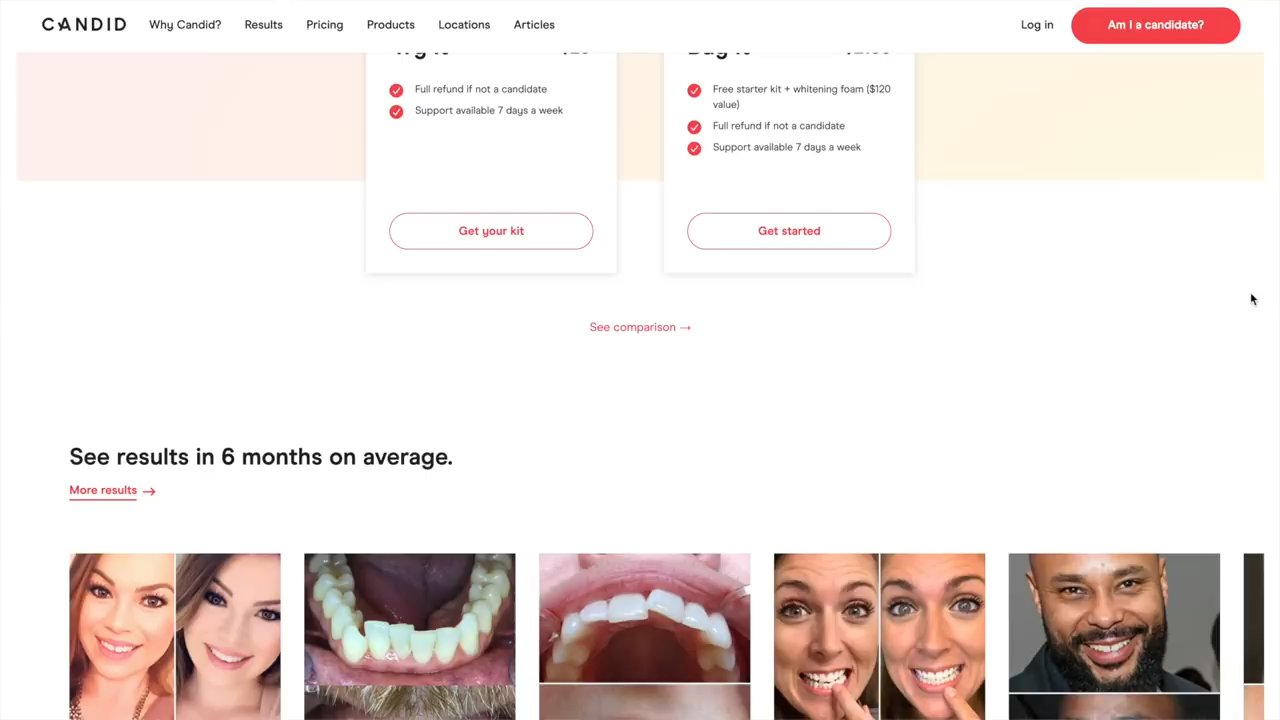 CANDID Why Candid? Results Pricing Products Locations Articles Log in Am I a candidate?
Full refund if not a candidate
Support available 7 days a week
Get your kit
Free starter kit + whitening foam ($120
value)
Full refund if not a candidate
Support available 7 days a week
Get started
See comparison →
See results in 6 months on average.
More results →